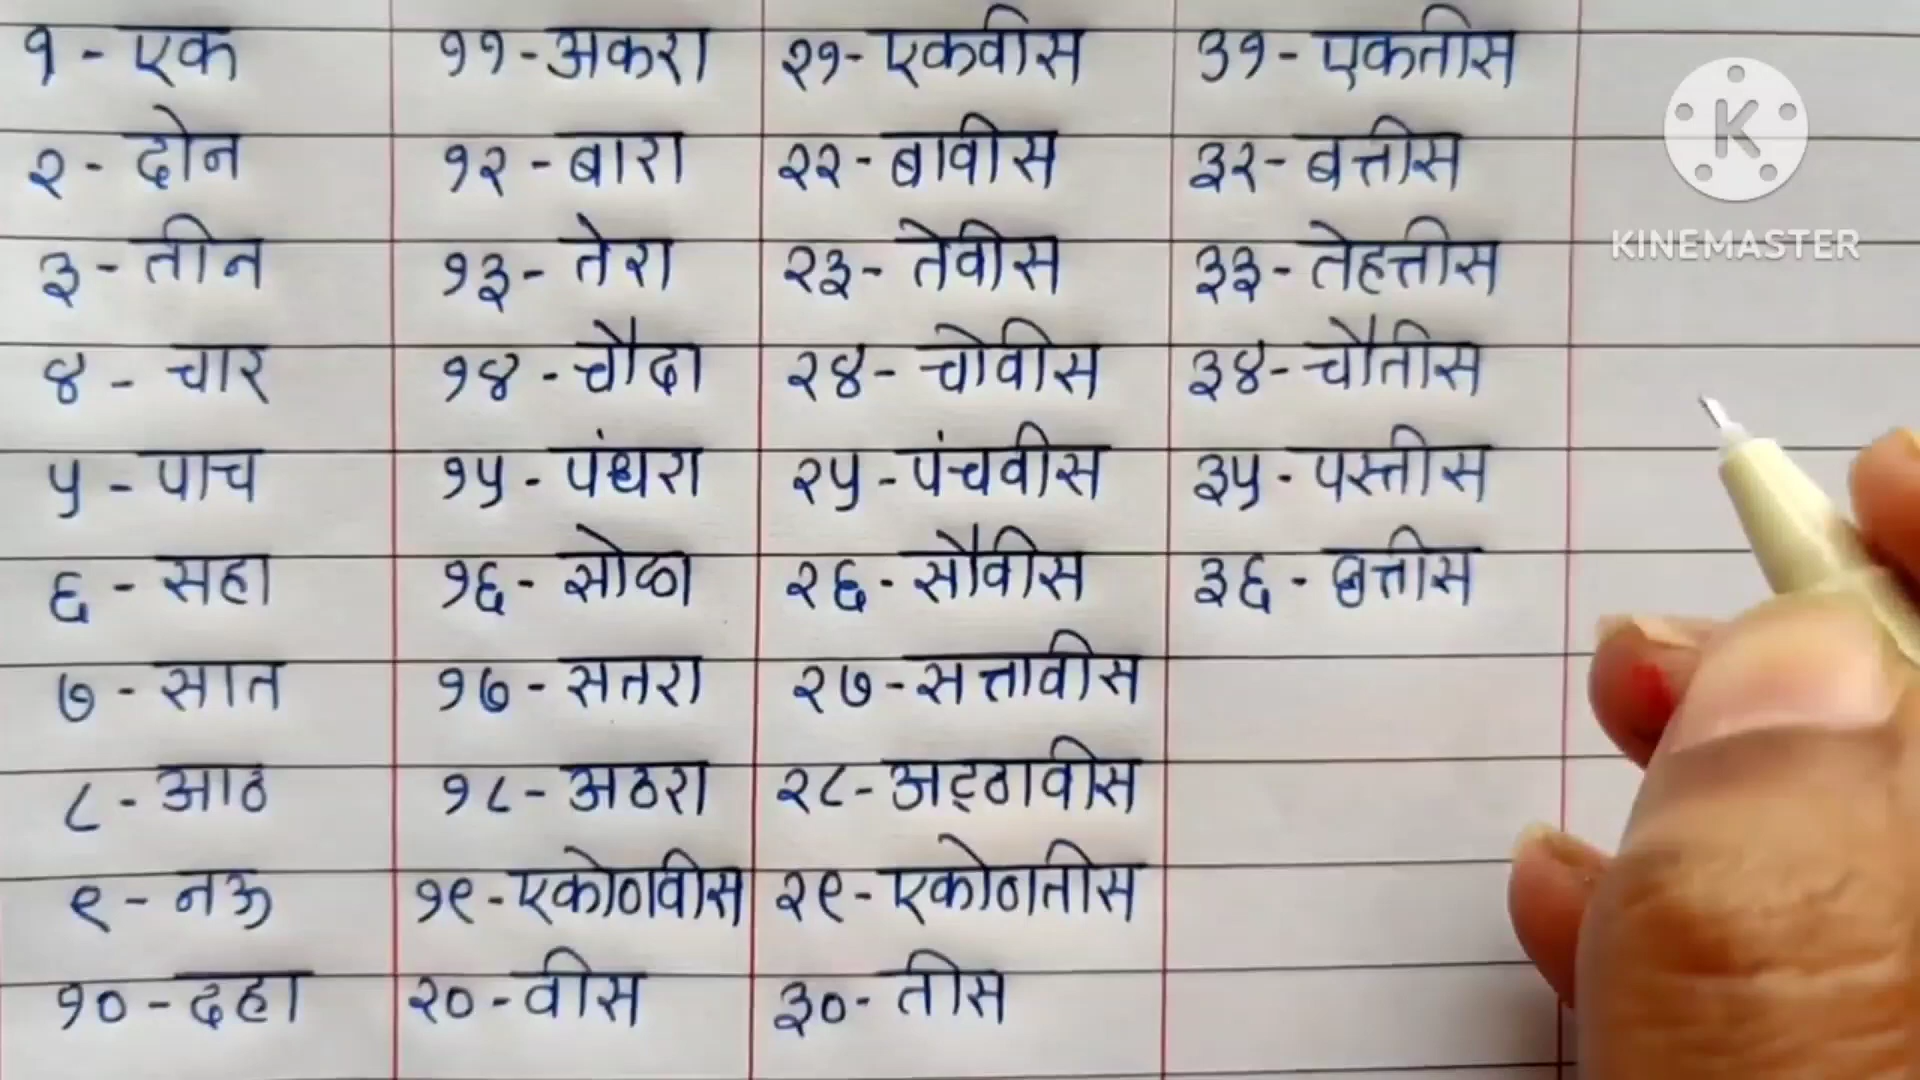 १ - एक
२ - दोन
३ - तीन
४ - चार
५ - पाच
६ - सहा
७ - सात
८ - आठ
९ - नऊ
१० - दहा
११ - अकरा
१२ - बारा
१३ - तेरा
१४ - चौदा
१५ - पंधरा
१६ - सोळा
१७ - सतरा
१८ - अठरा
१९ - एकोणवीस
२० - वीस
२१ - एकवीस
२२ - बावीस
२३ - तेवीस
२४ - चोवीस
२५ - पंचवीस
२६ - सौवीस
२७ - सत्तावीस
२८ - अट्ठावीस
२९ - एकोणतीस
३० - तीस
३१ - एकतीस
३२ - बत्तीस
३३ - तेहत्तीस
३४ - चौतीस
३५ - पस्तीस
३६ - छत्तीस
K
KINEMASTER